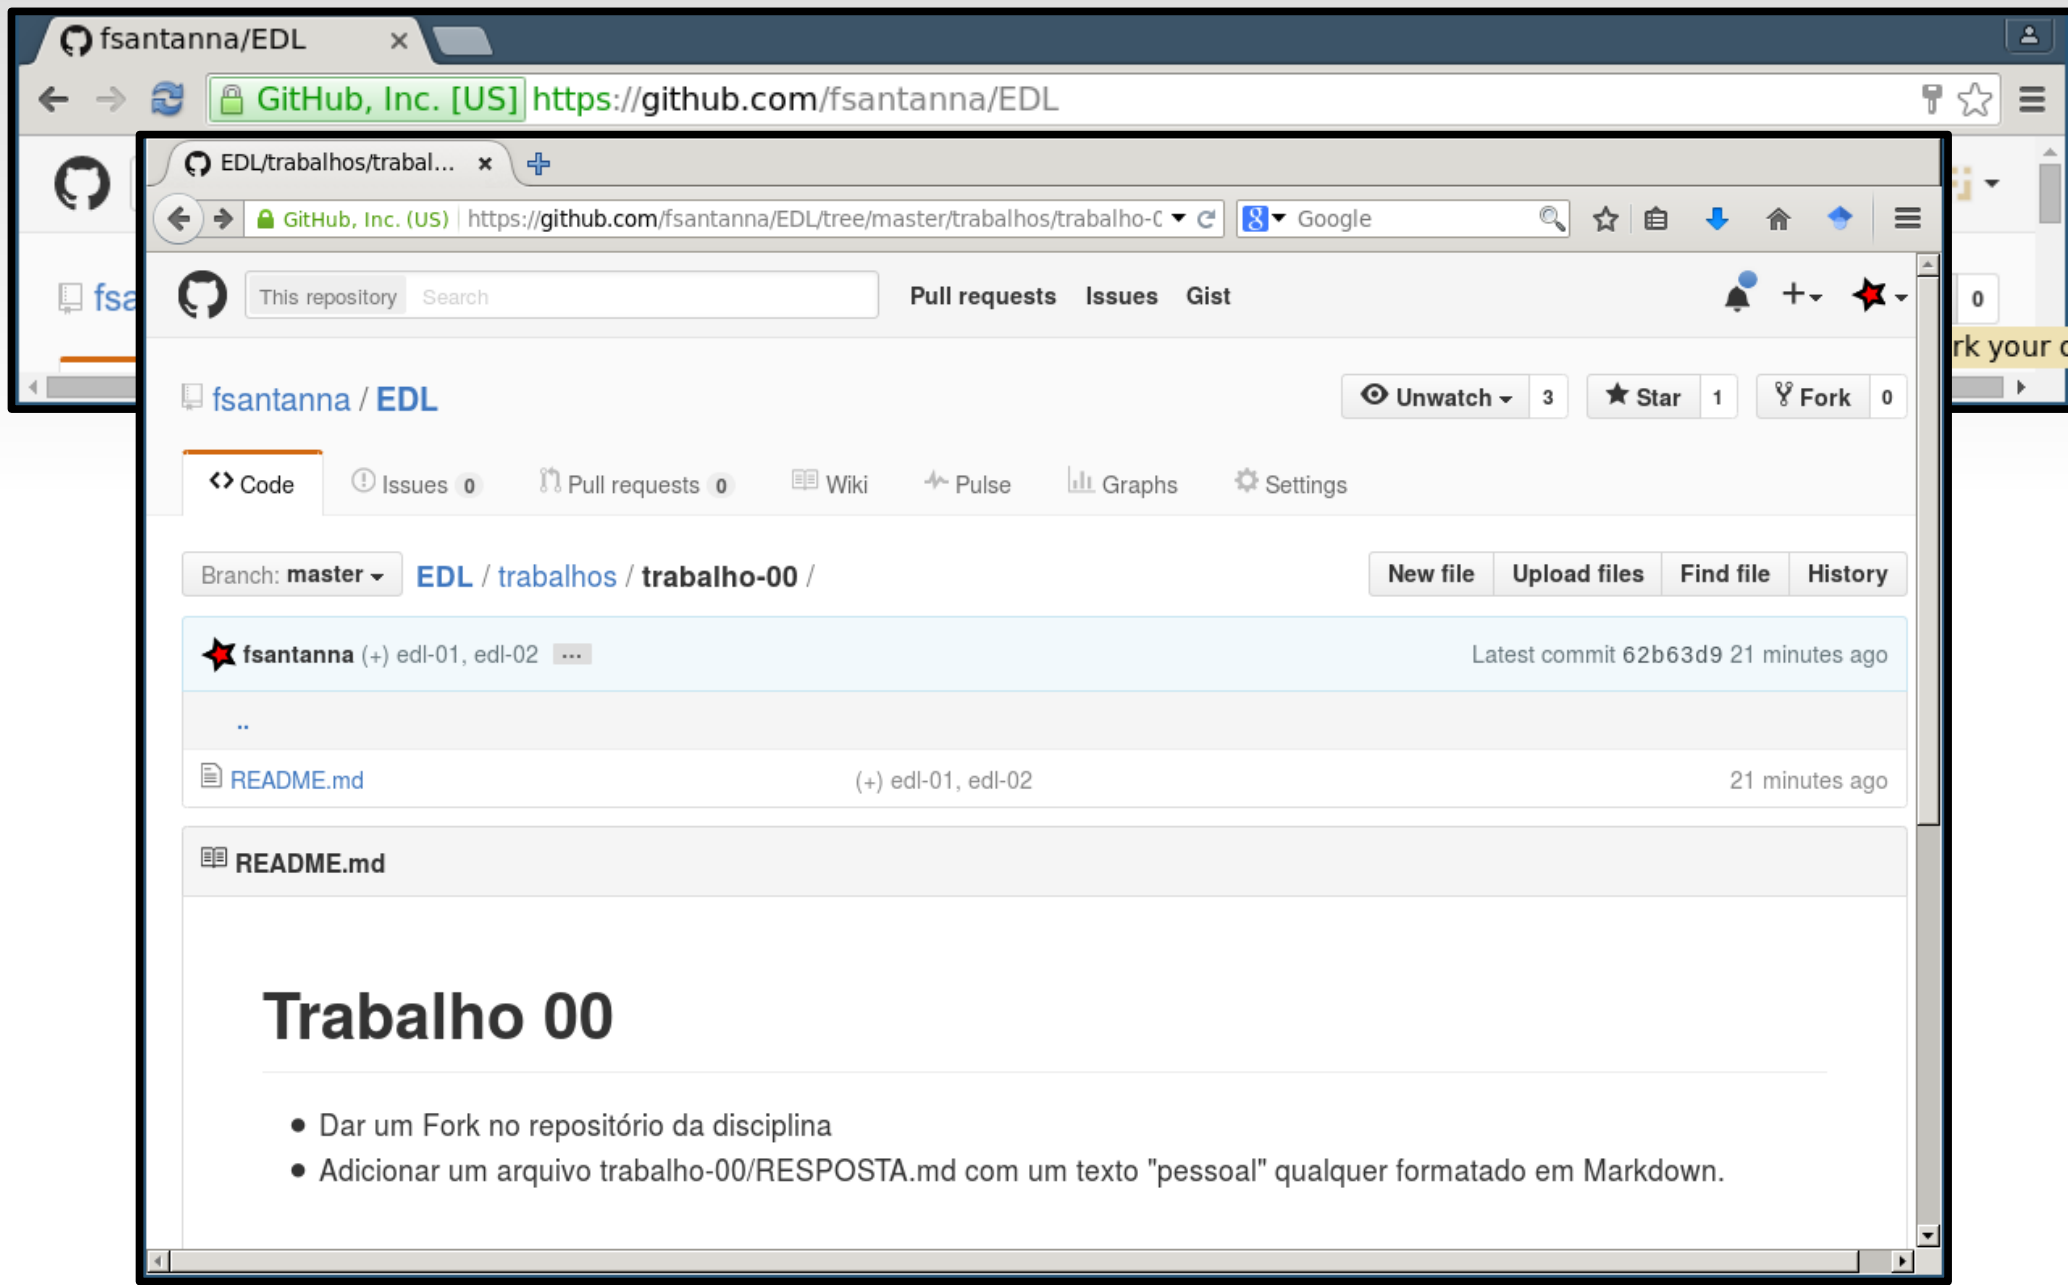 fsantanna/EDL
GitHub, Inc. [US] https://github.com/fsantanna/EDL
fsa
0
rk your
EDL/trabalhos/trabal...
GitHub, Inc. (US) https://github.com/fsantanna/EDL/tree/master/trabalhos/trabalho-0 Google
This repository Search Pull requests Issues Gist
fsantanna / EDL Unwatch 3 Star 1 Fork 0
Code Issues 0 Pull requests 0 Wiki Pulse Graphs Settings
Branch: master EDL / trabalhos / trabalho-00 / New file Upload files Find file History
fsantanna (+) edl-01, edl-02 ... Latest commit 62b63d9 21 minutes ago
..
README.md (+) edl-01, edl-02 21 minutes ago
README.md
Trabalho 00
• Dar um Fork no repositório da disciplina
• Adicionar um arquivo trabalho-00/RESPOSTA.md com um texto "pessoal" qualquer formatado em Markdown.